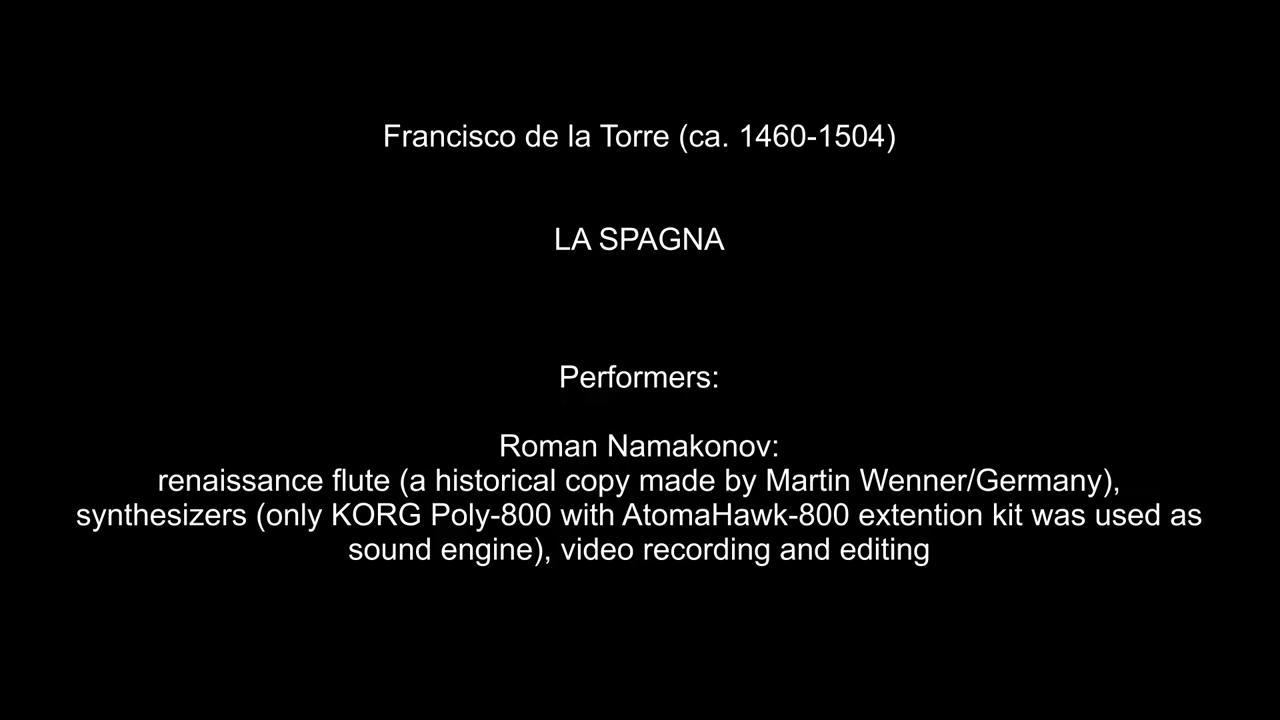 Francisco de la Torre (ca. 1460-1504)
LA SPAGNA
Performers:
Roman Namakonov:
renaissance flute (a historical copy made by Martin Wenner/Germany),
synthesizers (only KORG Poly-800 with AtomaHawk-800 extention kit was used as
sound engine), video recording and editing